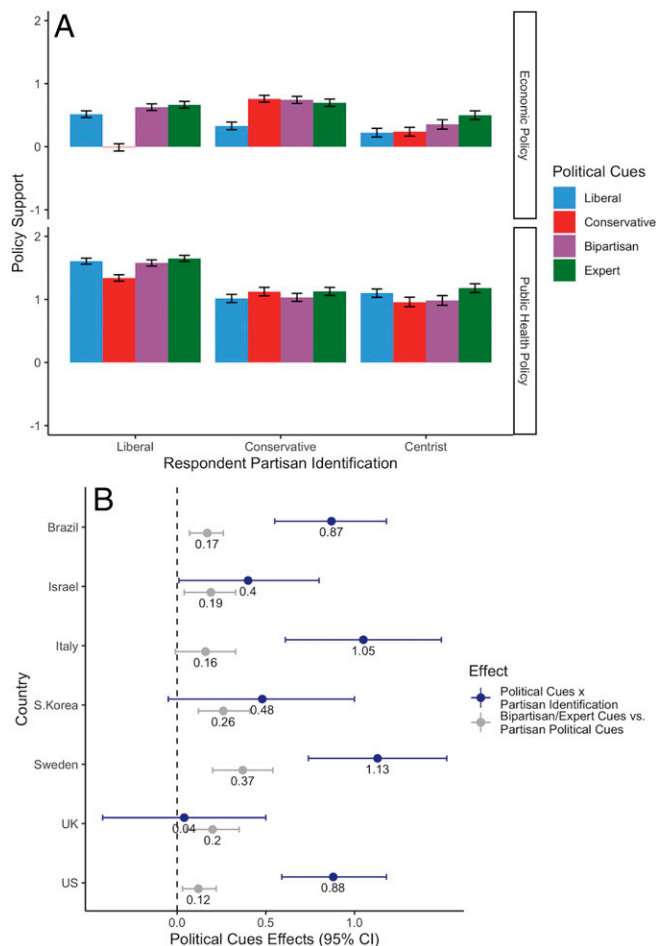 A
2
1
0
-1
Economic Policy
2
1
0
-1
Public Health Policy
Policy Support
Liberal
Conservative
Centrist
Respondent Partisan Identification
Political Cues
Liberal
Conservative
Bipartisan
Expert
B
Country
Brazil
0.87
0.17
Israel
0.4
0.19
Italy
1.05
0.16
S.Korea
0.48
0.26
Sweden
1.13
0.37
UK
0.04
0.2
US
0.88
0.12
0.0
0.5
1.0
Political Cues Effects (95% CI)
Effect
Political Cues x
Partisan Identification
Bipartisan/Expert Cues vs.
Partisan Political Cues